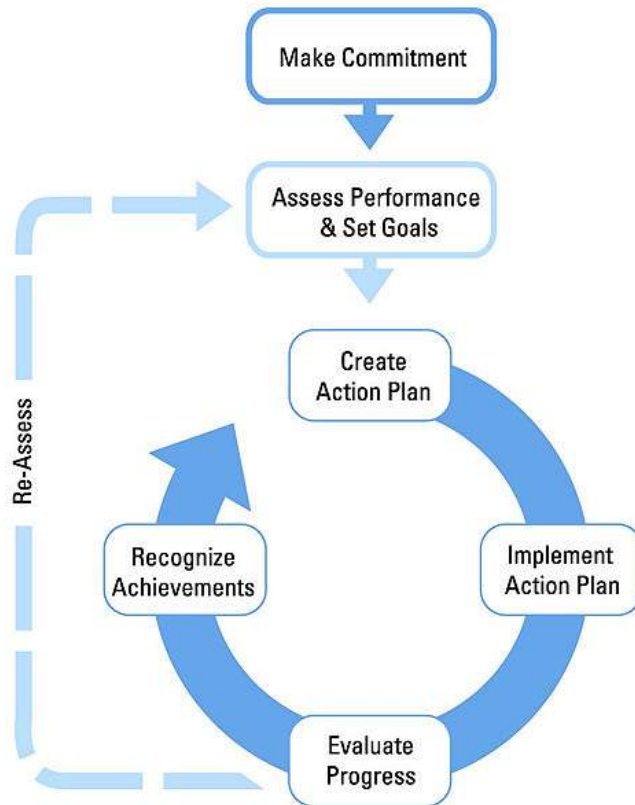 Make Commitment
Assess Performance
& Set Goals
Create
Action Plan
Re-Assess
Recognize
Achievements
Implement
Action Plan
Evaluate
Progress